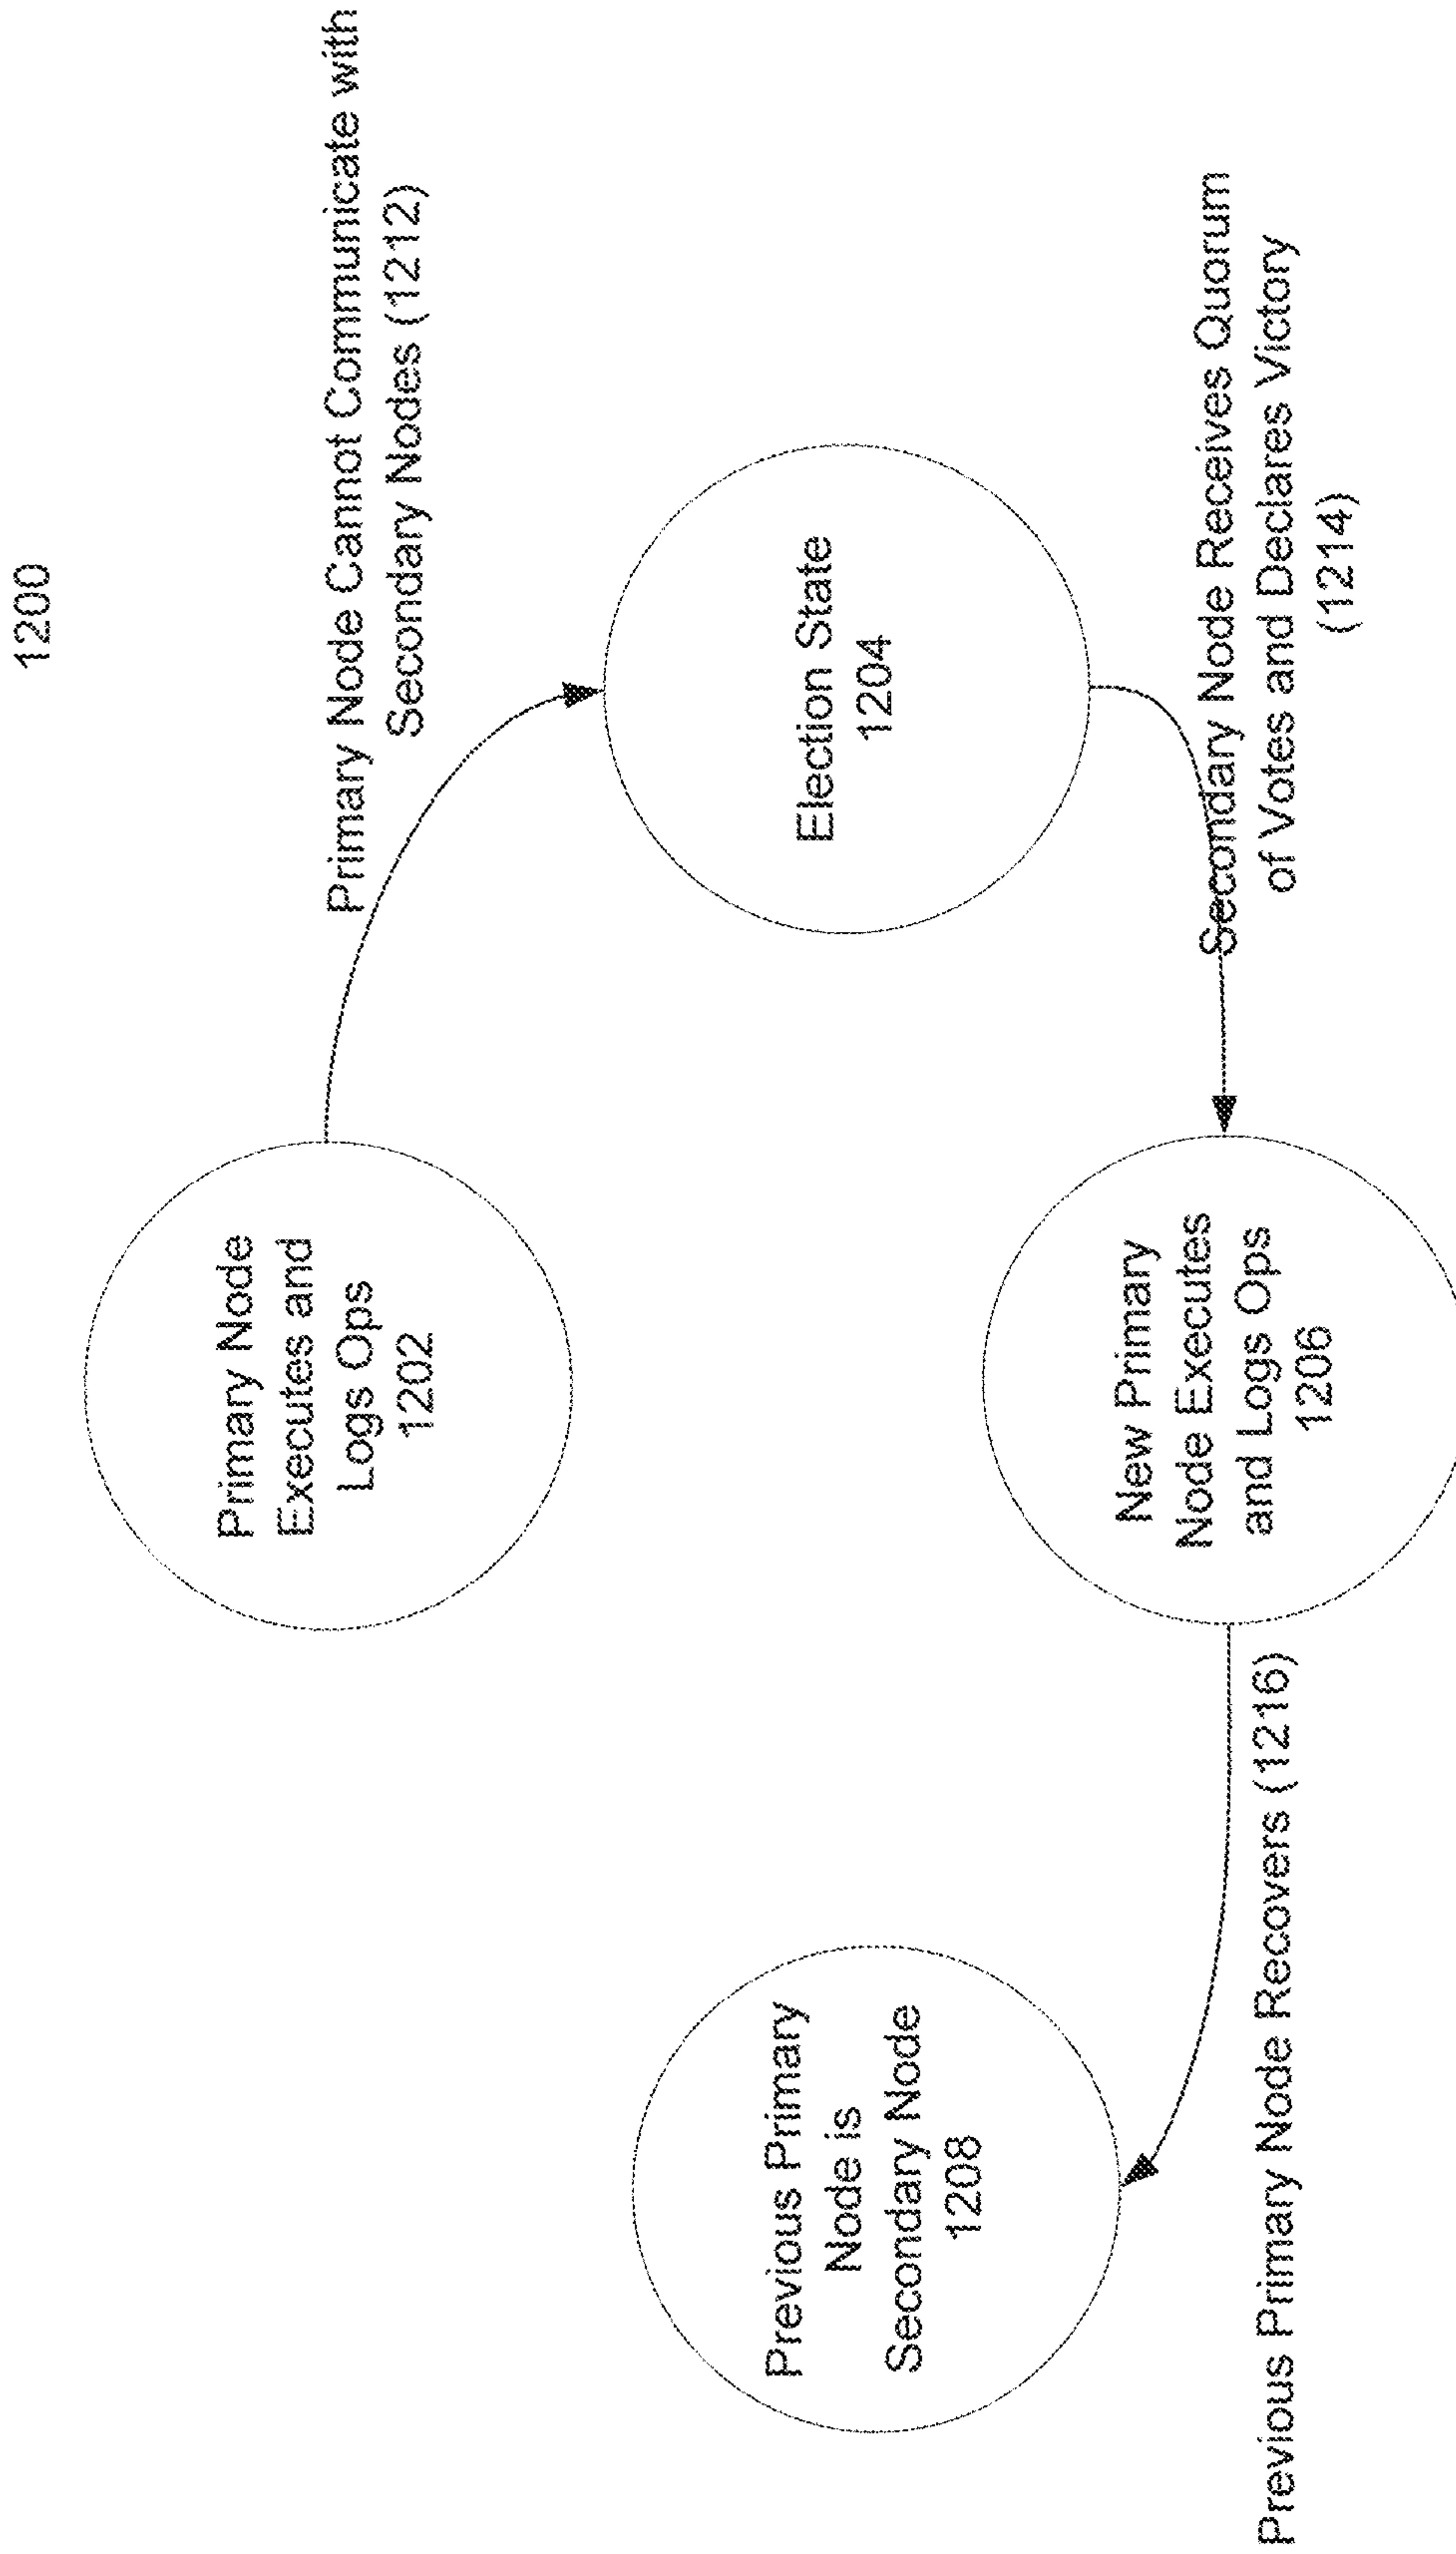 1200
Primary Node
Executes and
Logs Ops
1202
Primary Node Cannot Communicate with
Secondary Nodes (1212)
Election State
1204
Secondary Node Receives Quorum
of Votes and Declares Victory
(1214)
New Primary
Node Executes
and Logs Ops
1206
Previous Primary Node Recovers (1216)
Previous Primary
Node is
Secondary Node
1208